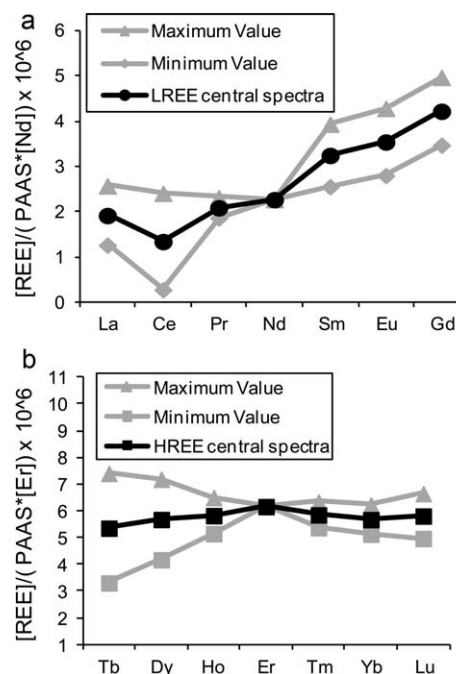 a
6
5
4
3
2
1
0
[REE]/( PAAS*[Nd]) x 10^6
Maximum Value
Minimum Value
LREE central spectra
La Ce Pr Nd Sm Eu Gd
b
11
10
9
8
7
6
5
4
3
2
1
[REE]/( PAAS*[Er]) x 10^6
Maximum Value
Minimum Value
HREE central spectra
Tb Dy Ho Er Tm Yb Lu